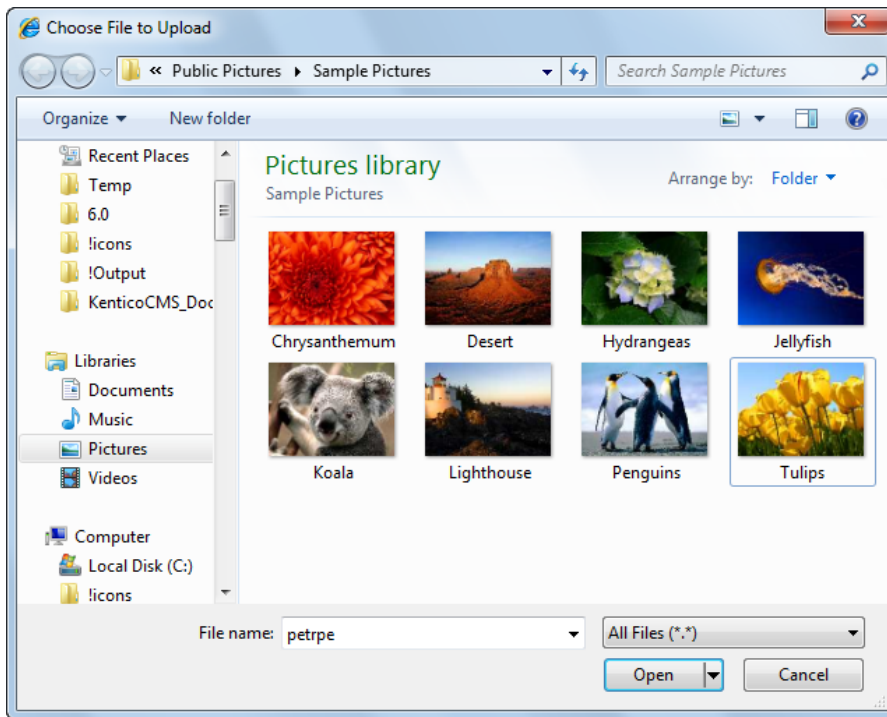 Choose File to Upload
« Public Pictures Sample Pictures
Search Sample Pictures
Organize
New folder
Recent Places
Temp
6.0
!icons
!Output
KenticoCMS_Doc
Libraries
Documents
Music
Pictures
Videos
Computer
Local Disk (C:)
!icons
Pictures library
Sample Pictures
Arrange by: Folder
Chrysanthemum
Desert
Hydrangeas
Jellyfish
Koala
Lighthouse
Penguins
Tulips
File name: petrpe
All Files (*.*)
Open
Cancel